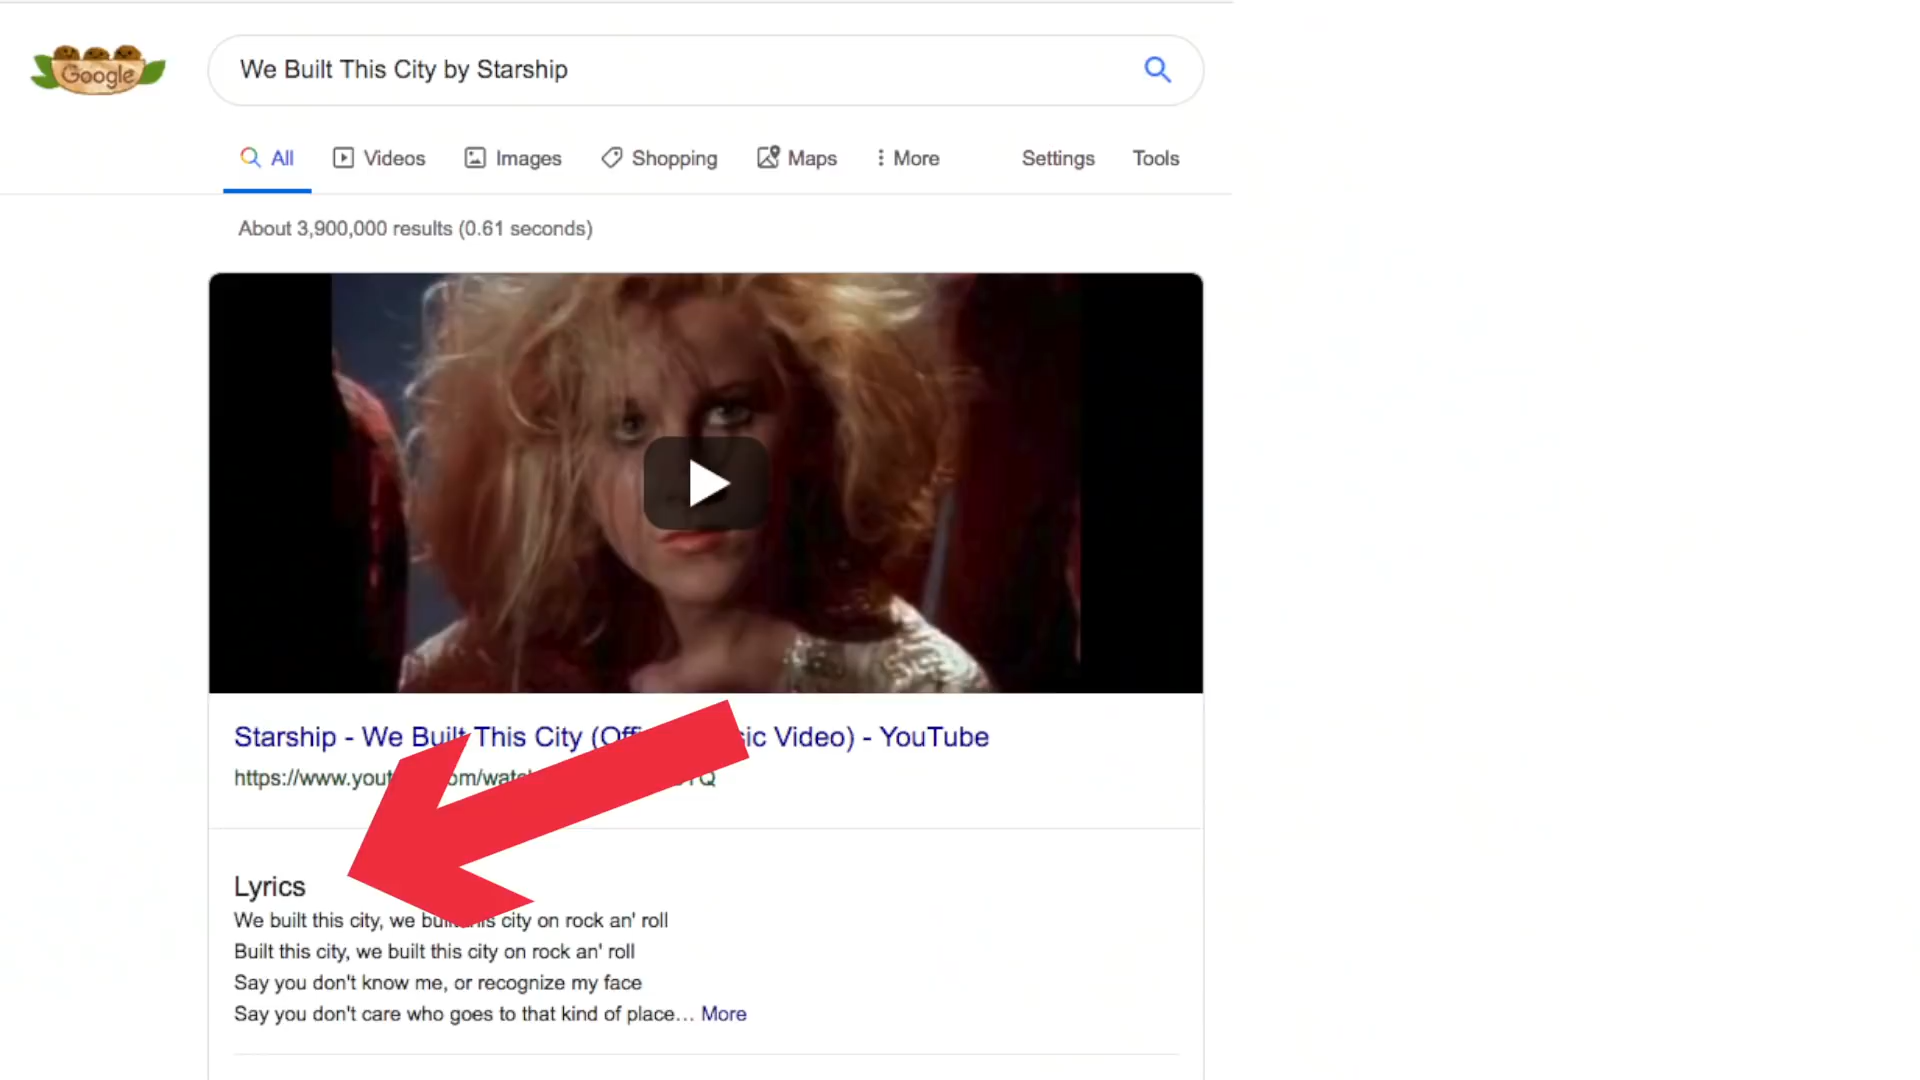 Google
We Built This City by Starship
All Videos Images Shopping Maps More Settings Tools
About 3,900,000 results (0.61 seconds)
Starship - We Built This City (Video) - YouTube
https://www.you
Lyrics
We built this city, we this city on rock an' roll
Built this city, we built this city on rock an' roll
Say you don't know me, or recognize my face
Say you don't care who goes to that kind of place… More